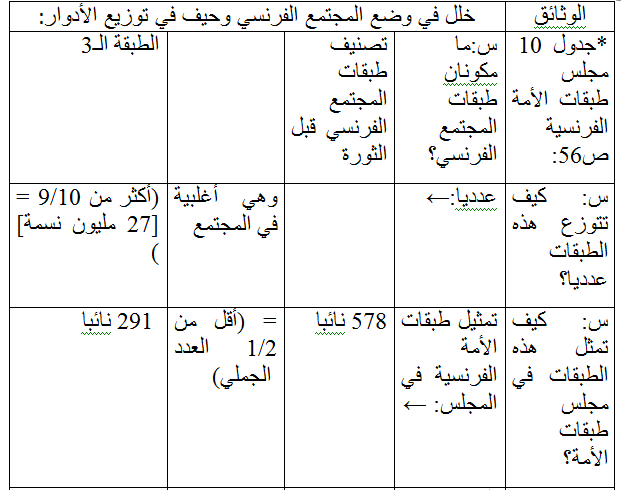 الوثائق
خلل في وضع المجتمع الفرنسي وحيف في توزيع الأدوار:
*جدول 10
مجلس
طبقات الأمة
الفرنسية
ص56:
س:ما
مكونان
طبقات
المجتمع
الفرنسي؟
تصنيف
طبقات
المجتمع
الفرنسي قبل
الثورة
الطبقة الـ3
س: كيف
تتوزع هذه
الطبقات
عدديا؟
عدديا:←
وهي أغلبية
في المجتمع
(أكثر من 9/10 =
[27 مليون نسمة]
(
س: كيف
تمثل هذه
الطبقات في
مجلس
طبقات
الأمة؟
تمثيل طبقات
الأمة
الفرنسية في
المجلس: ←
578 نائبا
= (أقل من
1/2 العدد
الجملي)
291 نائبا